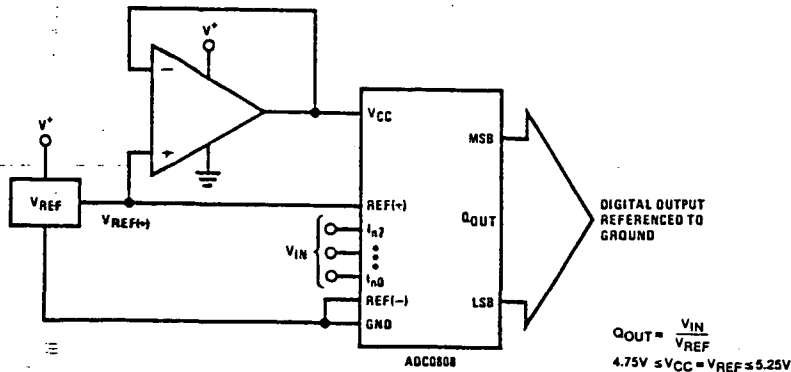 V+
V+
−
+
VREF
VREF(+)
VCC
REF(+)
VIN
In7
In0
REF(−)
GND
MSB
QOUT
LSB
ADC0808
DIGITAL OUTPUT
REFERENCED TO
GROUND
QOUT = VIN / VREF
4.75V ≤ VCC = VREF ≤ 5.25V